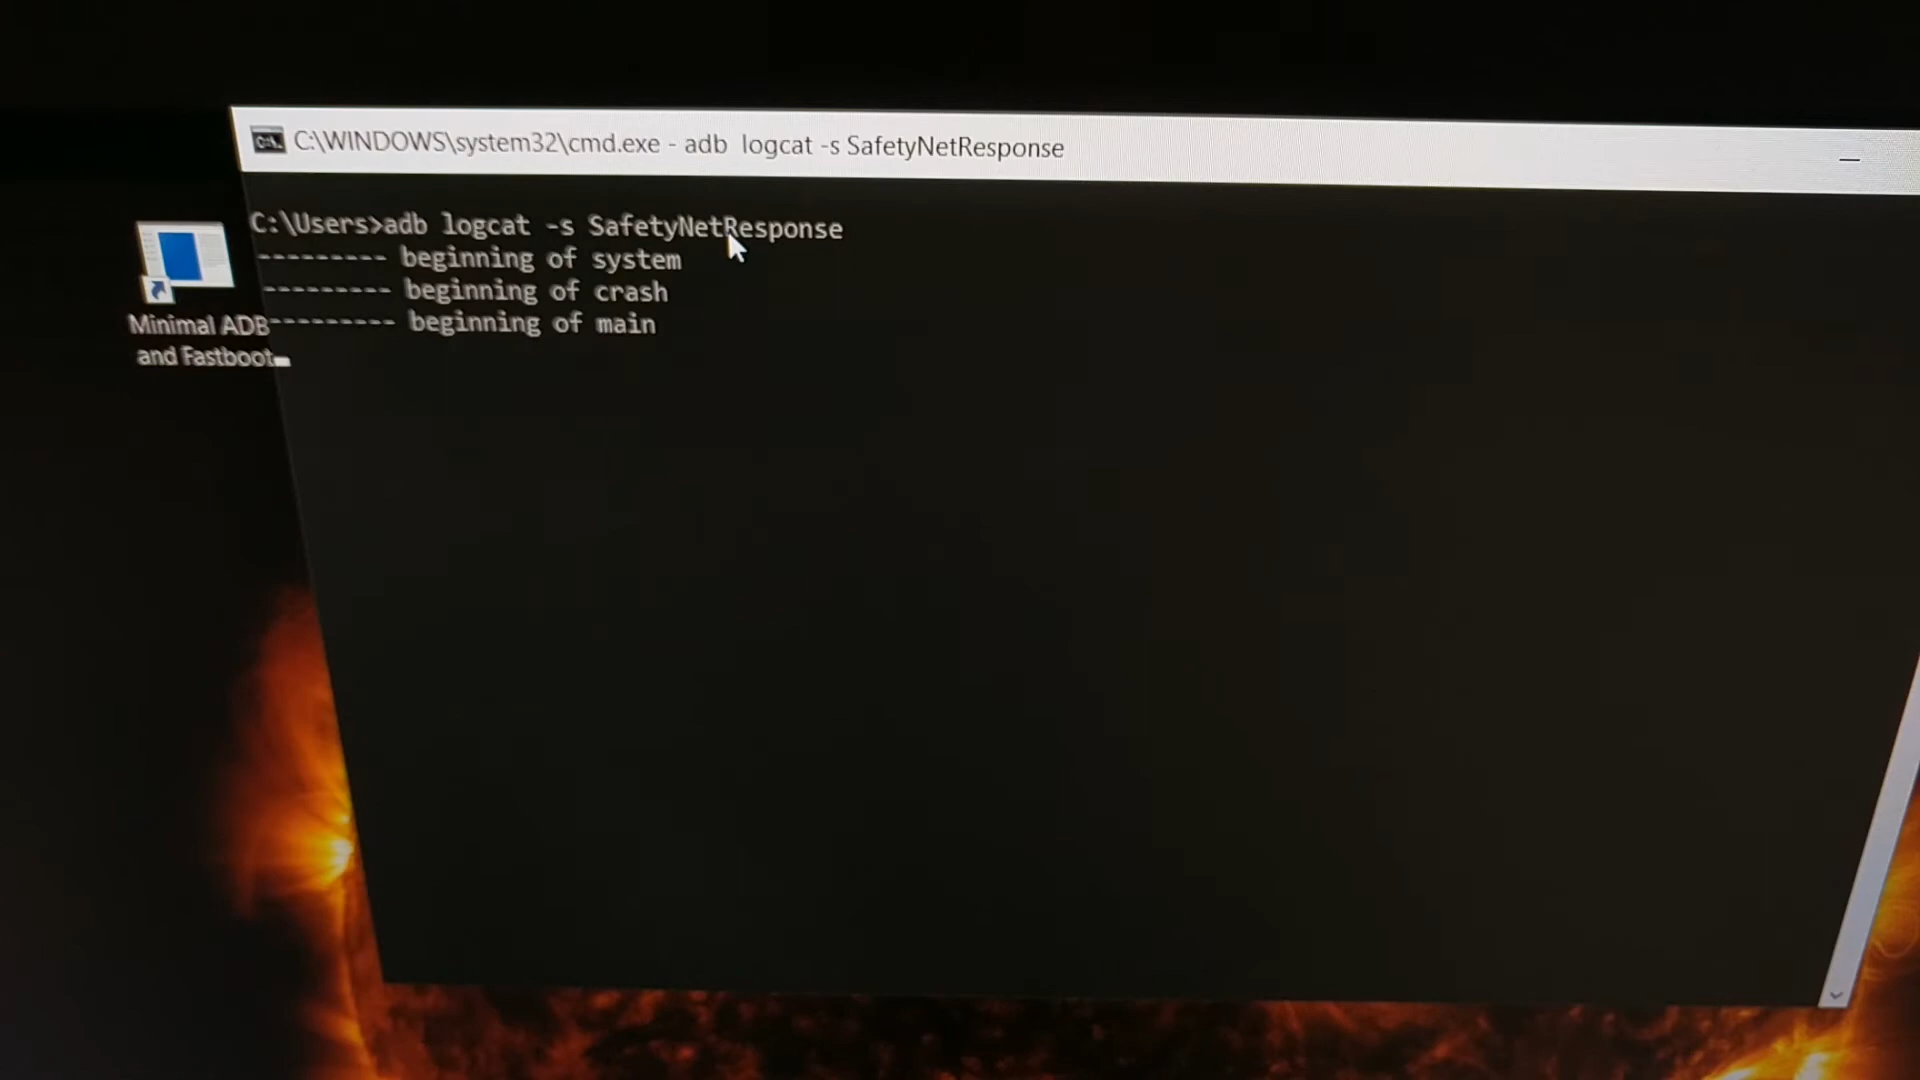 C:\WINDOWS\system32\cmd.exe - adb  logcat -s SafetyNetResponse
C:\Users>adb logcat -s SafetyNetResponse
--------- beginning of system
--------- beginning of crash
--------- beginning of main
Minimal ADB
and Fastboot